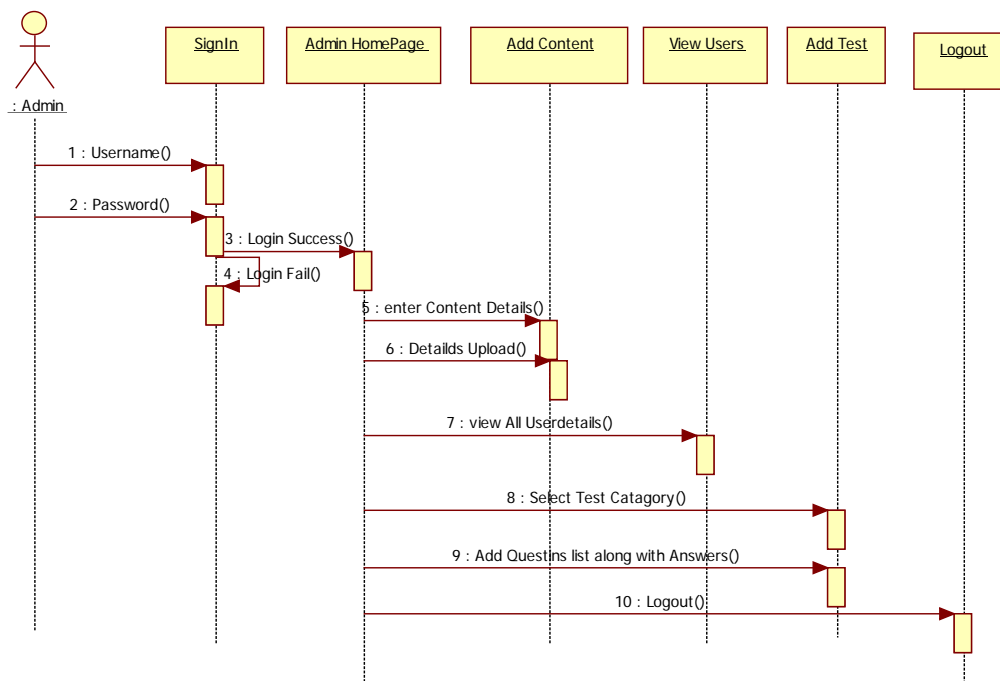 SignIn
Admin HomePage
Add Content
View Users
Add Test
Logout
: Admin
1 : Username()
2 : Password()
3 : Login Success()
4 : Login Fail()
5 : enter Content Details()
6 : Detailds Upload()
7 : view All Userdetails()
8 : Select Test Catagory()
9 : Add Questins list along with Answers()
10 : Logout()